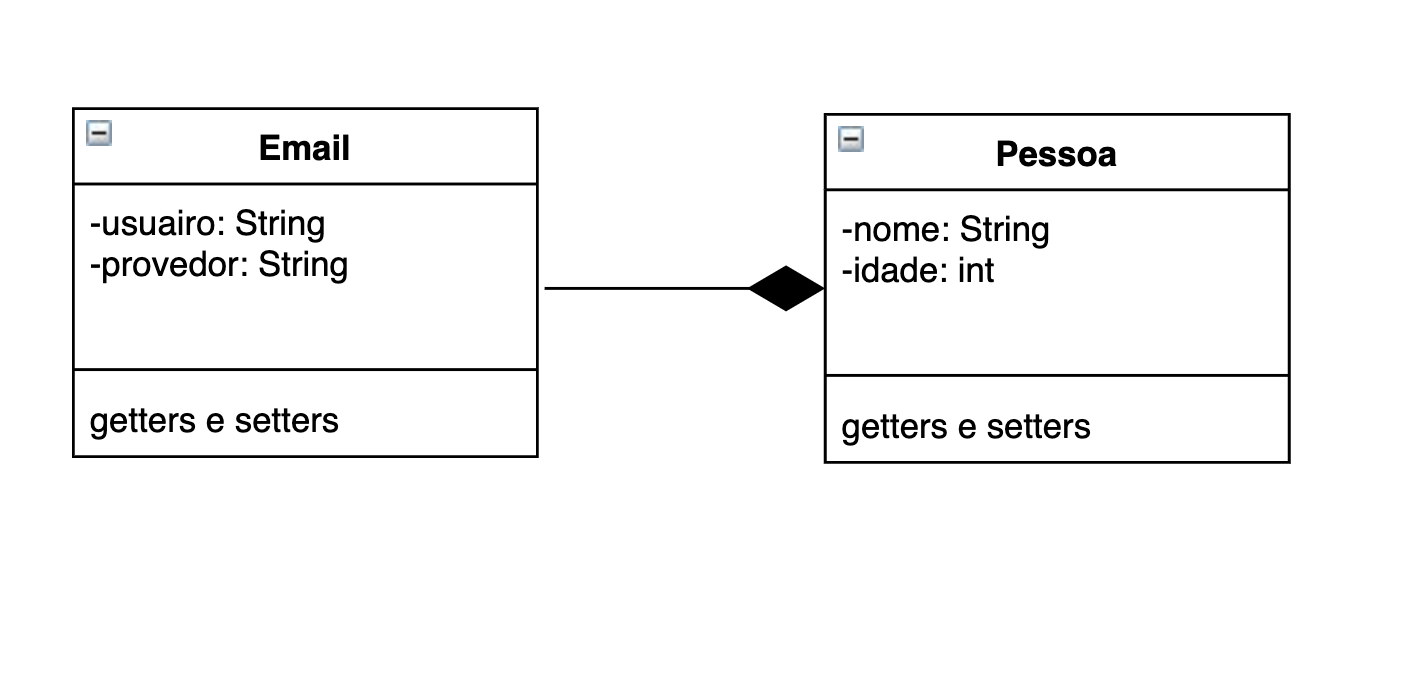 Email
-usuairo: String
-provedor: String
getters e setters
Pessoa
-nome: String
-idade: int
getters e setters